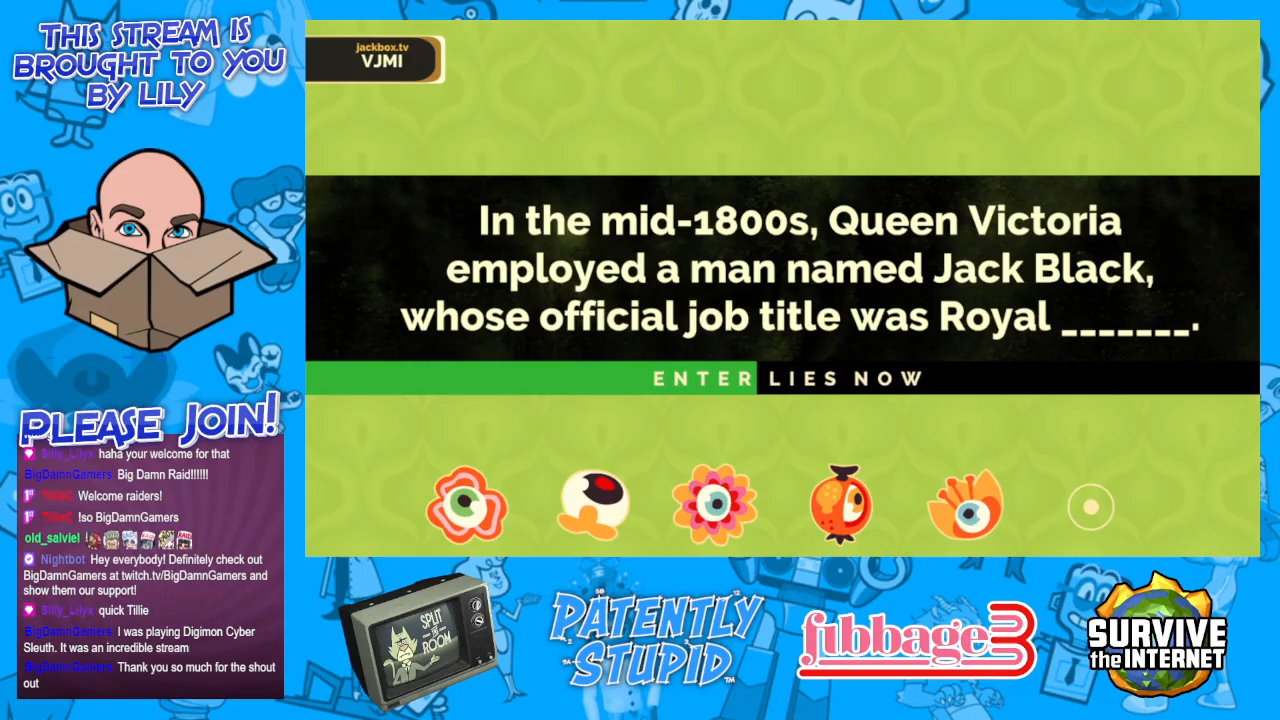 THIS STREAM IS
BROUGHT TO YOU
BY LILY
jackbox.tv
VJMI
In the mid-1800s, Queen Victoria
employed a man named Jack Black,
whose official job title was Royal _______.
ENTER LIES NOW
PLEASE JOIN!
Silly_Lilyx haha your welcome for that
BigDamnGamers Big Damn Raid!!!!!!
TillieC Welcome raiders!
TillieC !so BigDamnGamers
old_salviel
Nightbot Hey everybody! Definitely check out
BigDamnGamers at twitch.tv/BigDamnGamers and
show them our support!
Silly_Lilyx quick Tillie
BigDamnGamers I was playing Digimon Cyber
Sleuth. It was an incredible stream
BigDamnGamers Thank you so much for the shout
out
SPLIT
THE
ROOM
PATENTLY
STUPID™
fibbage 3
SURVIVE
the INTERNET